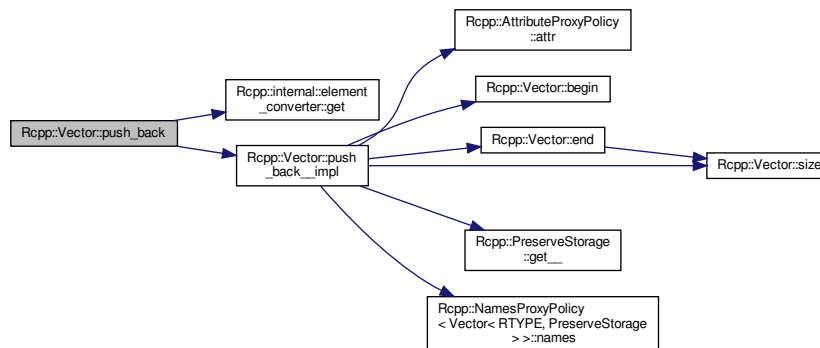 Rcpp::AttributeProxyPolicy
::attr
Rcpp::internal::element
_converter::get
Rcpp::Vector::begin
Rcpp::Vector::push_back
Rcpp::Vector::end
Rcpp::Vector::push
_back__impl
Rcpp::Vector::size
Rcpp::PreserveStorage
::get__
Rcpp::NamesProxyPolicy
< Vector< RTYPE, PreserveStorage
> >::names